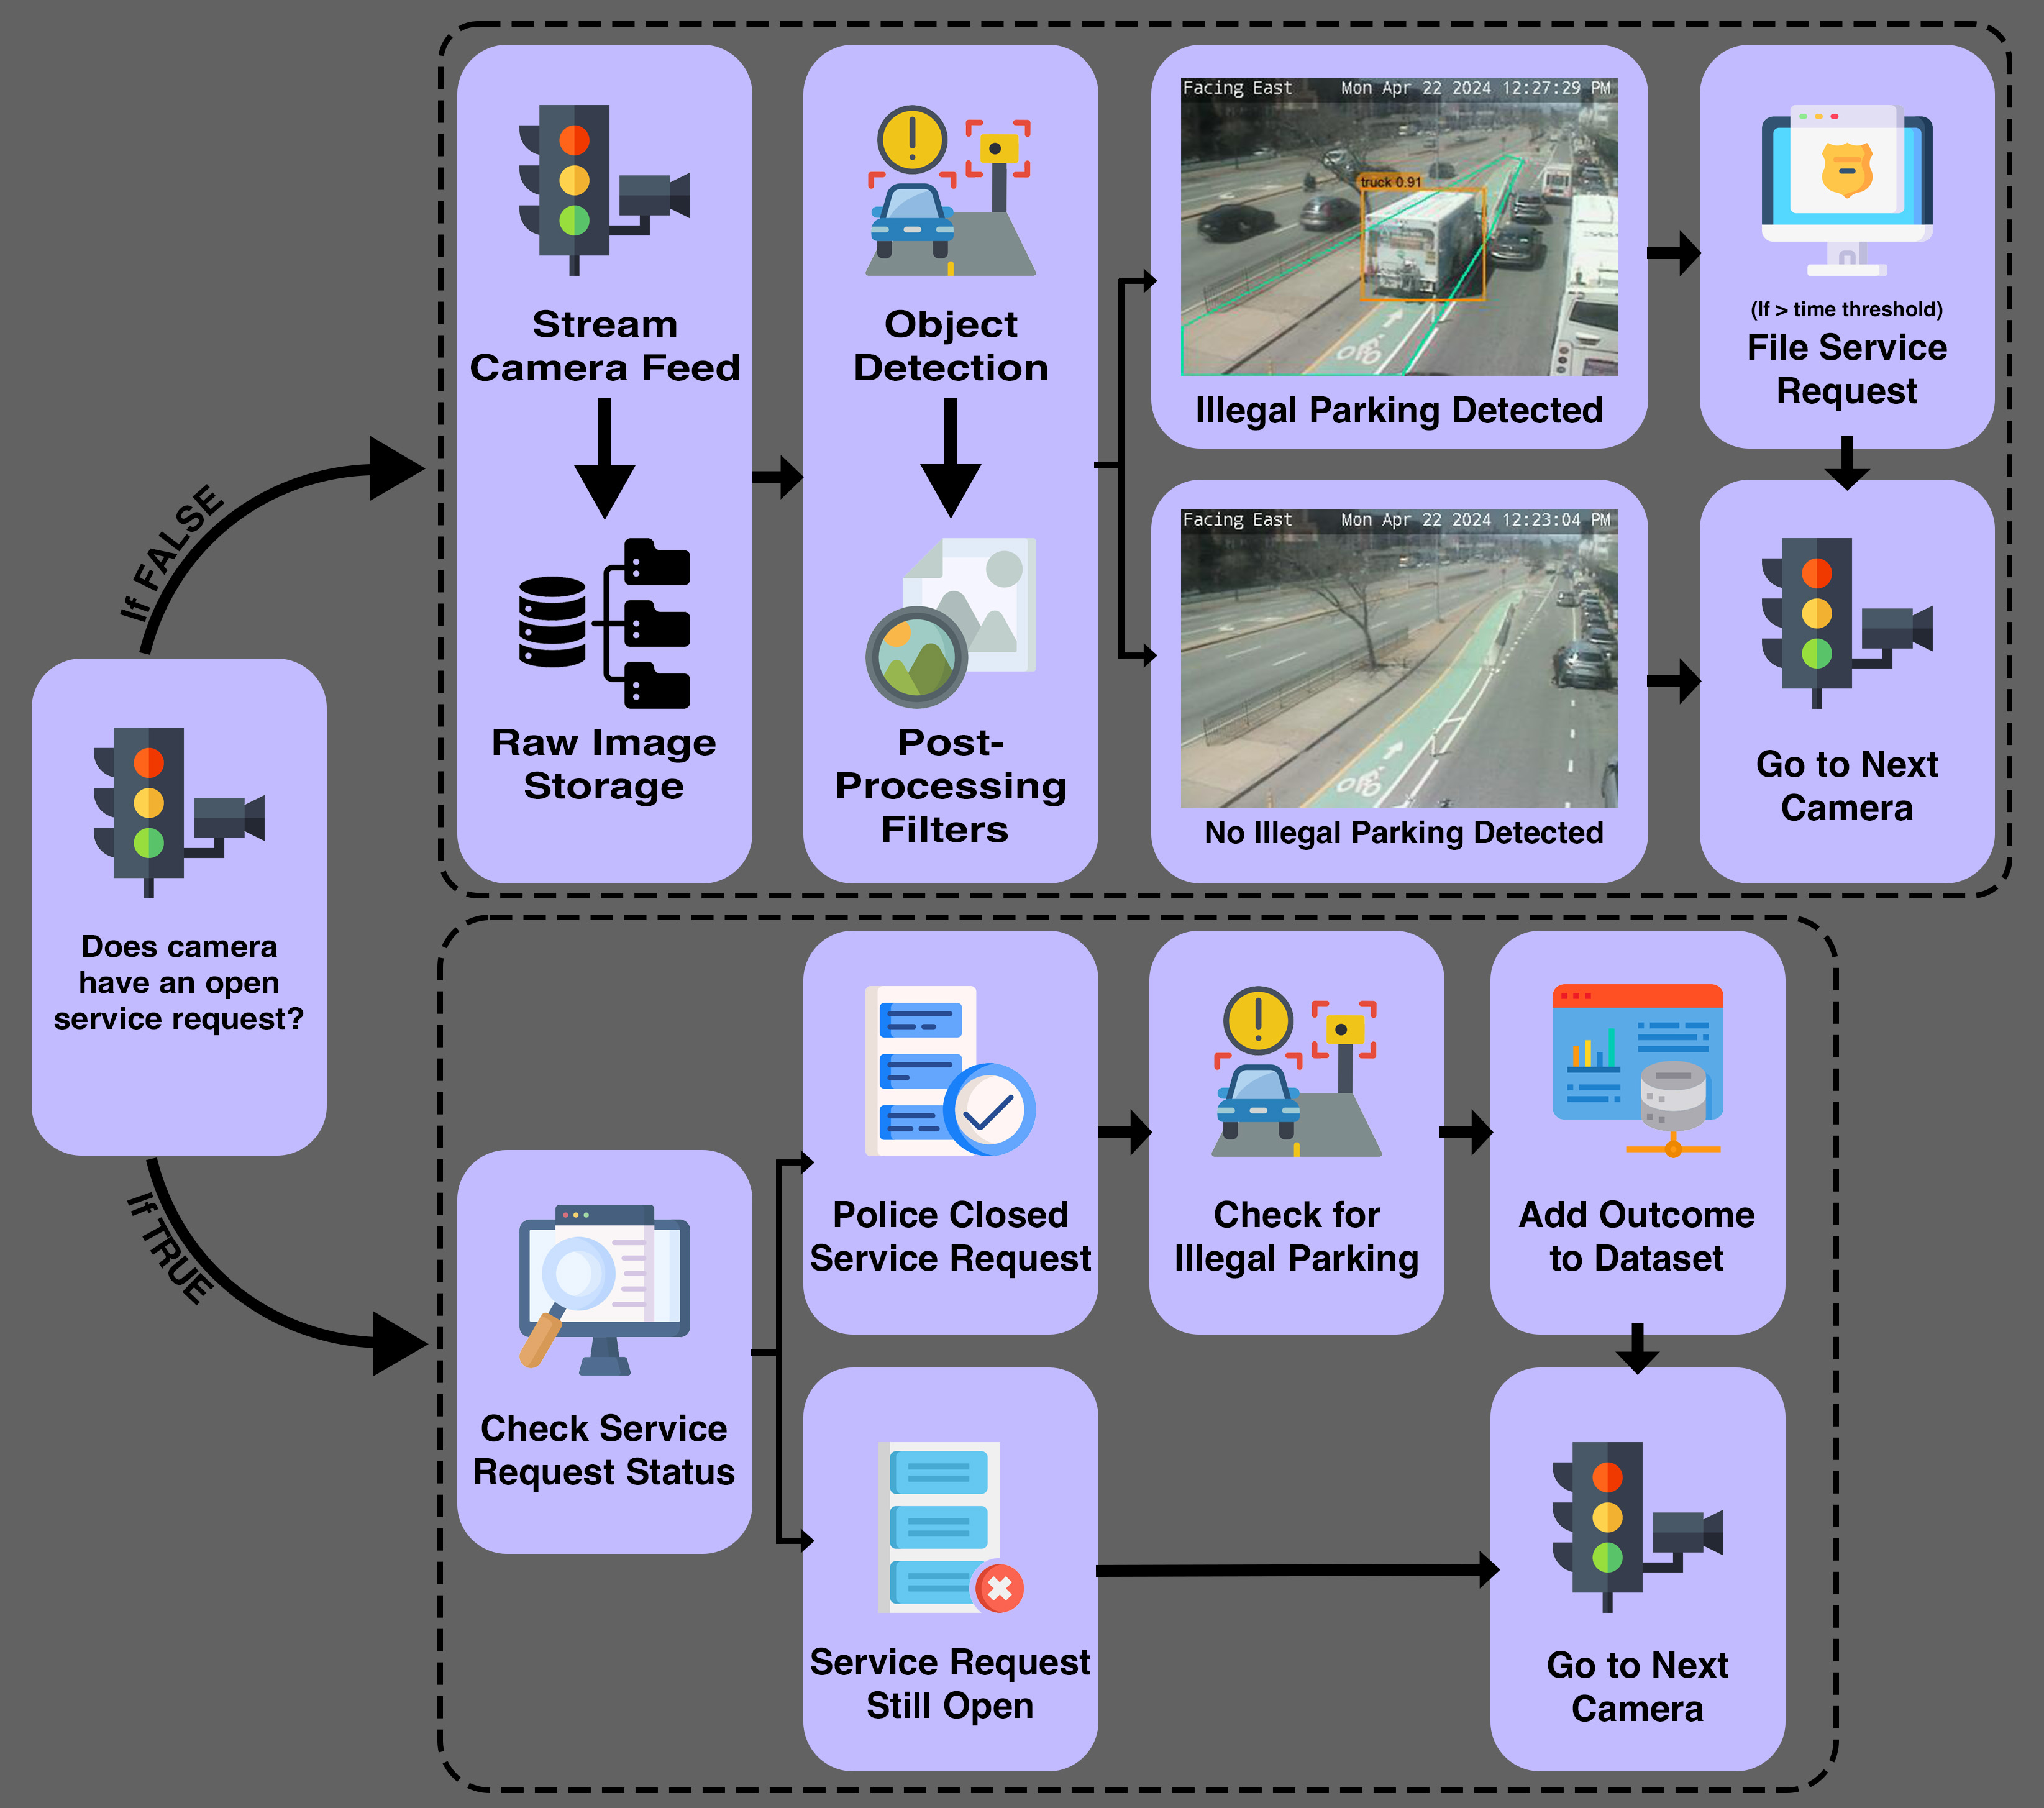 Does camera
have an open
service request?
If FALSE
If TRUE
Stream
Camera Feed
Raw Image
Storage
Object
Detection
Post-
Processing
Filters
Facing East Mon Apr 22 2024 12:27:29 PM
truck 0.91
Illegal Parking Detected
(If > time threshold)
File Service
Request
Facing East Mon Apr 22 2024 12:23:04 PM
No Illegal Parking Detected
Go to Next
Camera
Check Service
Request Status
Police Closed
Service Request
Check for
Illegal Parking
Add Outcome
to Dataset
Service Request
Still Open
Go to Next
Camera